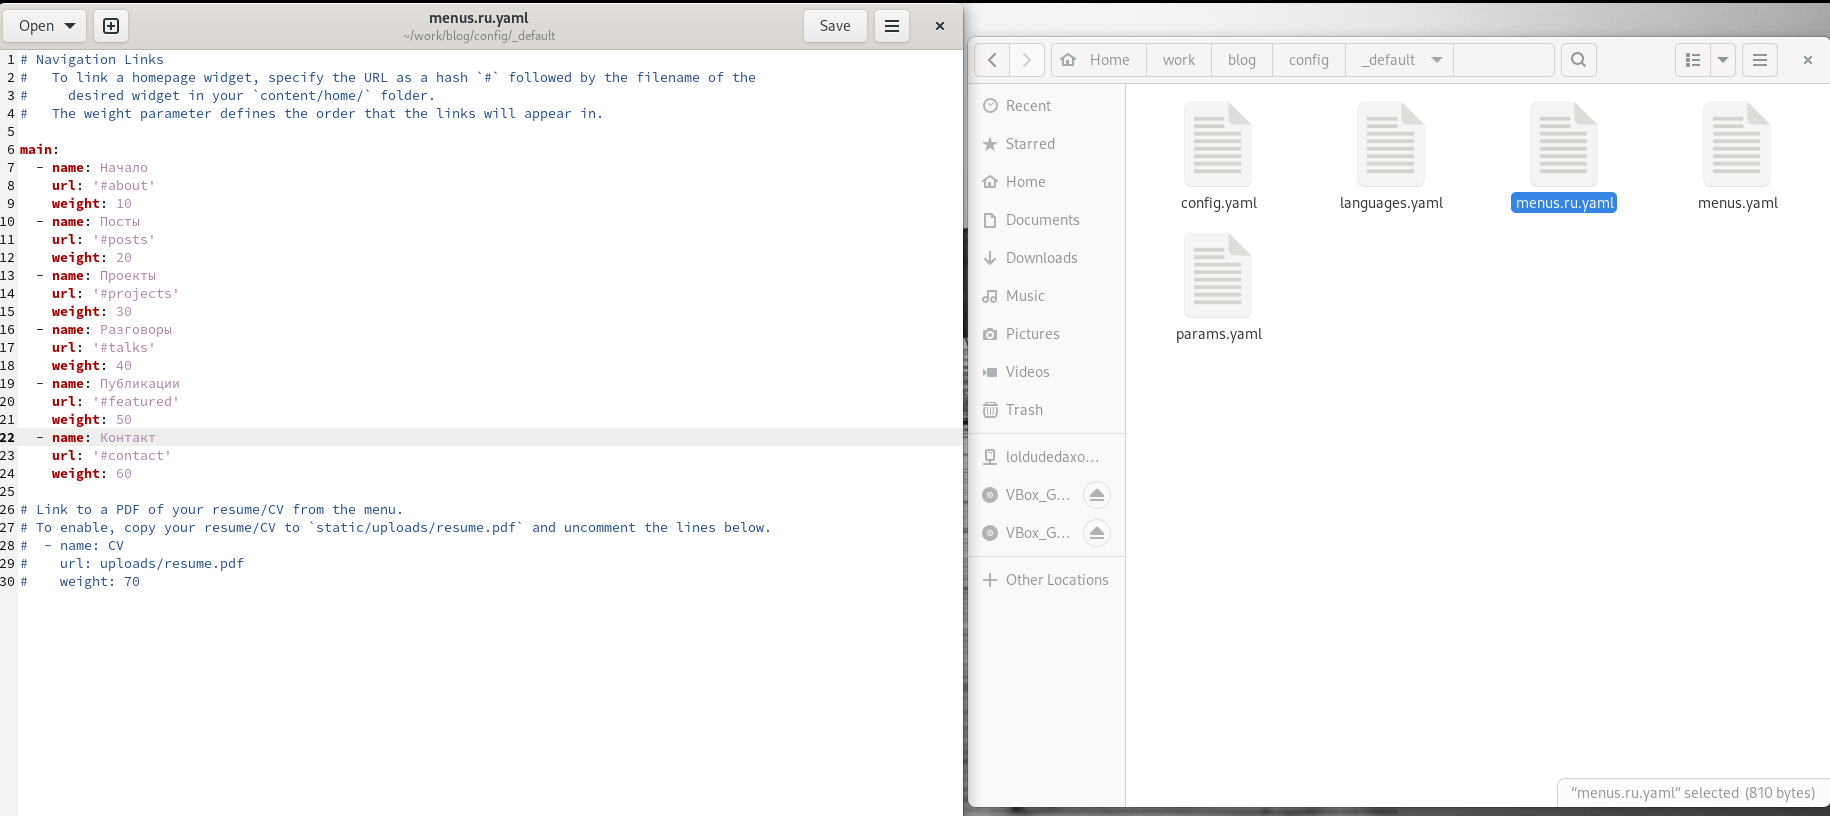 Open
menus.ru.yaml
~/work/blog/config/_default
Save
1 # Navigation Links
2 #   To link a homepage widget, specify the URL as a hash `#` followed by the filename of the
3 #     desired widget in your `content/home/` folder.
4 #   The weight parameter defines the order that the links will appear in.
5
6 main:
7   - name: Начало
8     url: '#about'
9     weight: 10
10   - name: Посты
11     url: '#posts'
12     weight: 20
13   - name: Проекты
14     url: '#projects'
15     weight: 30
16   - name: Разговоры
17     url: '#talks'
18     weight: 40
19   - name: Публикации
20     url: '#featured'
21     weight: 50
22   - name: Контакт
23     url: '#contact'
24     weight: 60
25
26 # Link to a PDF of your resume/CV from the menu.
27 # To enable, copy your resume/CV to `static/uploads/resume.pdf` and uncomment the lines below.
28 #  - name: CV
29 #    url: uploads/resume.pdf
30 #    weight: 70
Home work blog config _default
Recent
Starred
Home
Documents
Downloads
Music
Pictures
Videos
Trash
loldudedaxo...
VBox_G...
VBox_G...
Other Locations
config.yaml languages.yaml menus.ru.yaml menus.yaml
params.yaml
“menus.ru.yaml” selected (810 bytes)